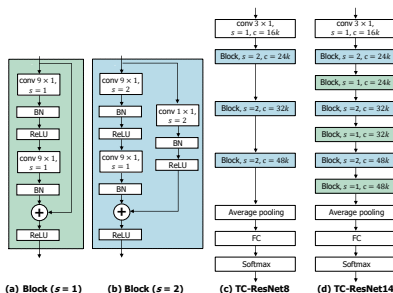 conv 9 × 1,
s = 1
BN
ReLU
conv 9 × 1,
s = 1
BN
+
ReLU
(a) Block (s = 1)
conv 9 × 1,
s = 2
BN
ReLU
conv 9 × 1,
s = 1
BN
+
ReLU
conv 1 × 1,
s = 2
BN
ReLU
(b) Block (s = 2)
conv 3 × 1,
s = 1, c = 16k
Block, s = 2, c = 24k
Block, s = 2, c = 32k
Block, s = 2, c = 48k
Average pooling
FC
Softmax
(c) TC-ResNet8
conv 3 × 1,
s = 1, c = 16k
Block, s = 2, c = 24k
Block, s = 1, c = 24k
Block, s = 2, c = 32k
Block, s = 1, c = 32k
Block, s = 2, c = 48k
Block, s = 1, c = 48k
Average pooling
FC
Softmax
(d) TC-ResNet14